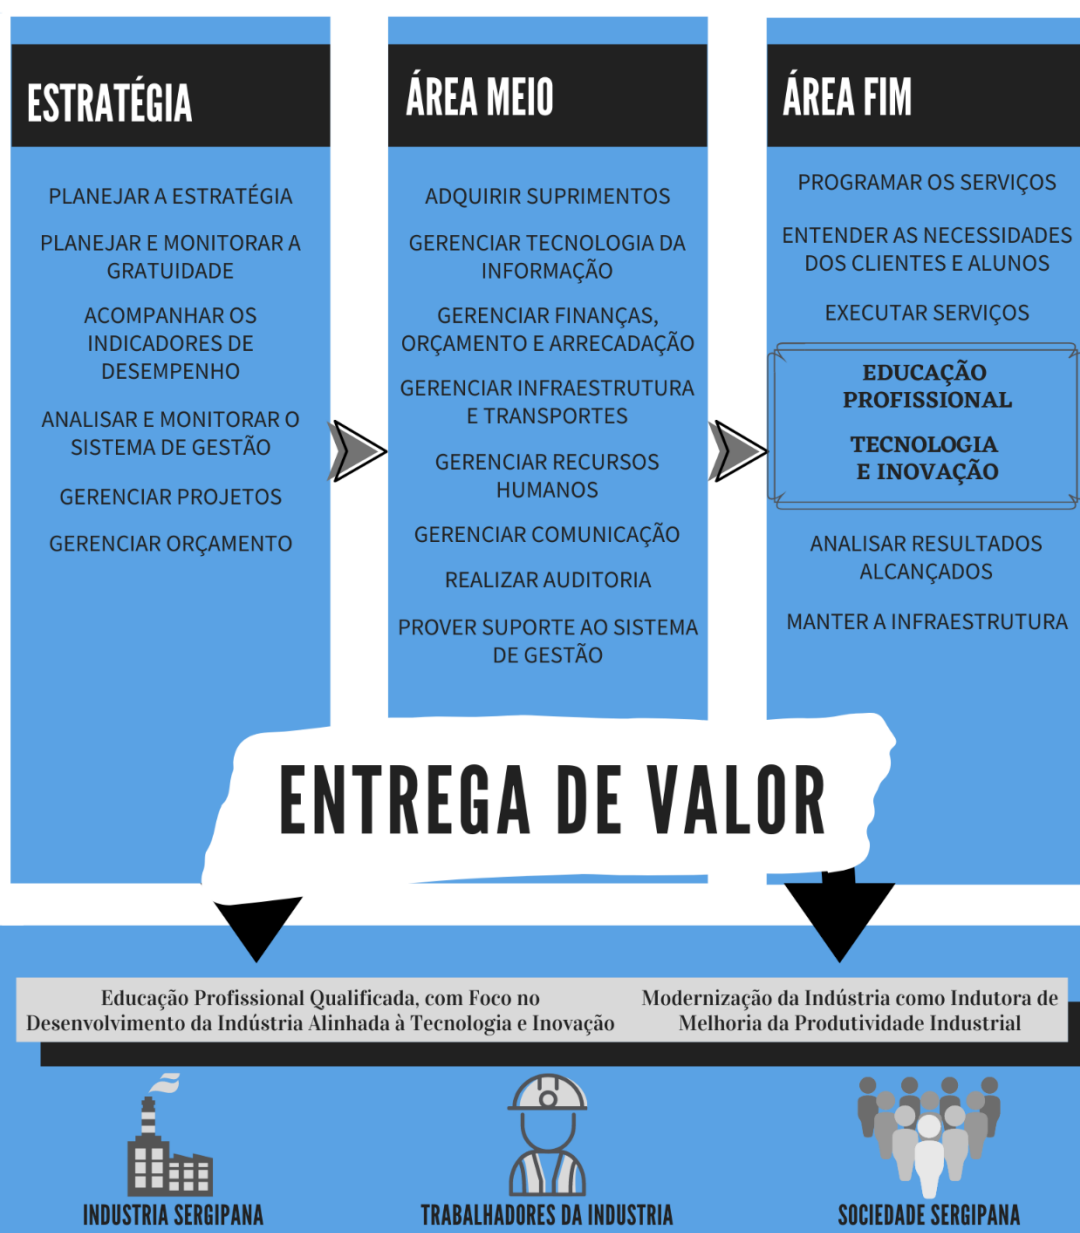 ESTRATÉGIA
PLANEJAR A ESTRATÉGIA
PLANEJAR E MONITORAR A
GRATUIDADE
ACOMPANHAR OS
INDICADORES DE
DESEMPENHO
ANALISAR E MONITORAR O
SISTEMA DE GESTÃO
GERENCIAR PROJETOS
GERENCIAR ORÇAMENTO
ÁREA MEIO
ADQUIRIR SUPRIMENTOS
GERENCIAR TECNOLOGIA DA
INFORMAÇÃO
GERENCIAR FINANÇAS,
ORÇAMENTO E ARRECADAÇÃO
GERENCIAR INFRAESTRUTURA
E TRANSPORTES
GERENCIAR RECURSOS
HUMANOS
GERENCIAR COMUNICAÇÃO
REALIZAR AUDITORIA
PROVER SUPORTE AO SISTEMA
DE GESTÃO
ÁREA FIM
PROGRAMAR OS SERVIÇOS
ENTENDER AS NECESSIDADES
DOS CLIENTES E ALUNOS
EXECUTAR SERVIÇOS
EDUCAÇÃO
PROFISSIONAL
TECNOLOGIA
E INOVAÇÃO
ANALISAR RESULTADOS
ALCANÇADOS
MANTER A INFRAESTRUTURA
ENTREGA DE VALOR
Educação Profissional Qualificada, com Foco no
Desenvolvimento da Indústria Alinhada à Tecnologia e Inovação
Modernização da Indústria como Indutora de
Melhoria da Produtividade Industrial
INDUSTRIA SERGIPANA
TRABALHADORES DA INDUSTRIA
SOCIEDADE SERGIPANA